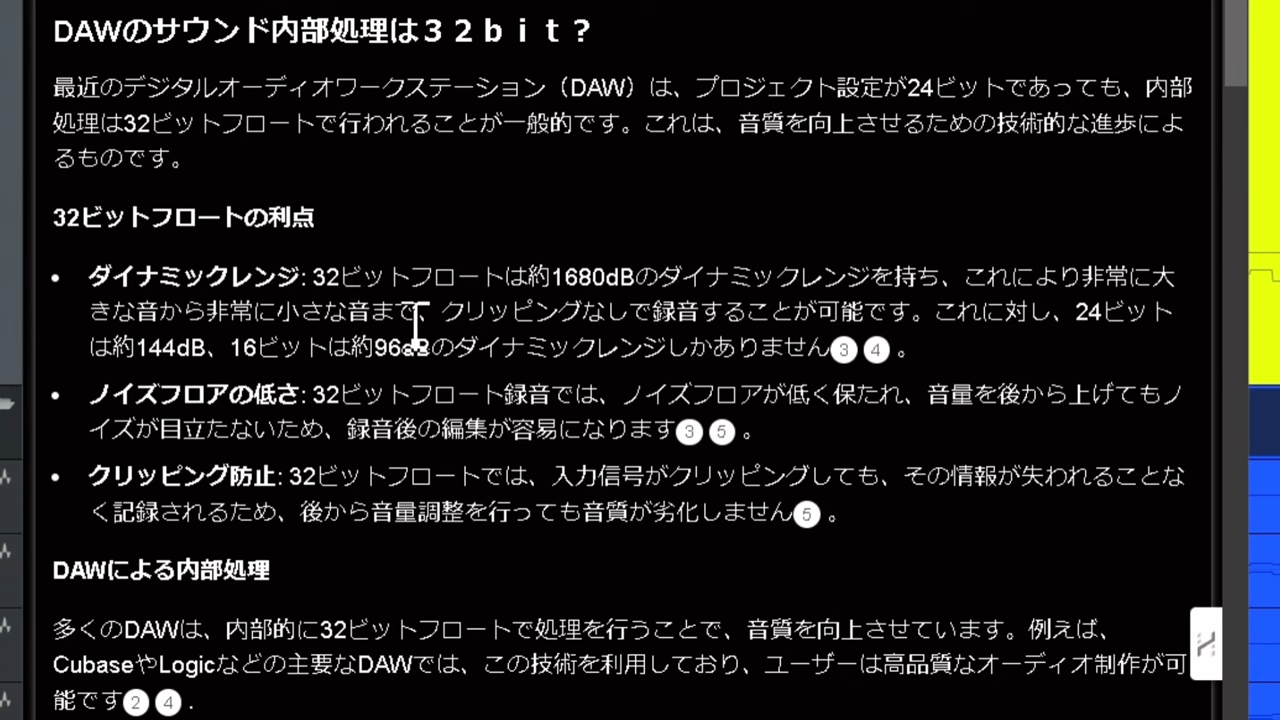 DAWのサウンド内部処理は３２ｂｉｔ？
最近のデジタルオーディオワークステーション（DAW）は、プロジェクト設定が24ビットであっても、内部
処理は32ビットフロートで行われることが一般的です。これは、音質を向上させるための技術的な進歩によ
るものです。
32ビットフロートの利点
• ダイナミックレンジ: 32ビットフロートは約1680dBのダイナミックレンジを持ち、これにより非常に大
きな音から非常に小さな音まで、クリッピングなしで録音することが可能です。これに対し、24ビット
は約144dB、16ビットは約96dBのダイナミックレンジしかありません3 4 。
• ノイズフロアの低さ: 32ビットフロート録音では、ノイズフロアが低く保たれ、音量を後から上げてもノ
イズが目立たないため、録音後の編集が容易になります3 5 。
• クリッピング防止: 32ビットフロートでは、入力信号がクリッピングしても、その情報が失われることな
く記録されるため、後から音量調整を行っても音質が劣化しません5 。
DAWによる内部処理
多くのDAWは、内部的に32ビットフロートで処理を行うことで、音質を向上させています。例えば、
CubaseやLogicなどの主要なDAWでは、この技術を利用しており、ユーザーは高品質なオーディオ制作が可
能です2 4 .